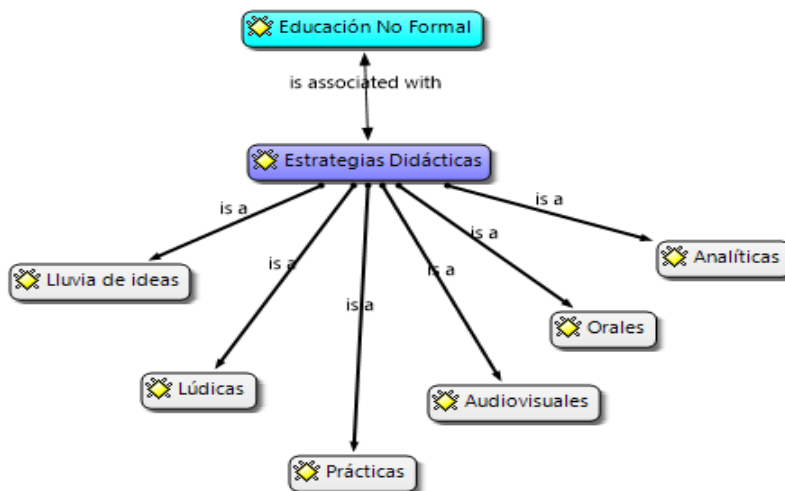 Educación No Formal
is associated with
Estrategias Didácticas
is a
is a
is a
is a
is a
is a
Analíticas
Lluvia de ideas
Orales
Lúdicas
Audiovisuales
Prácticas